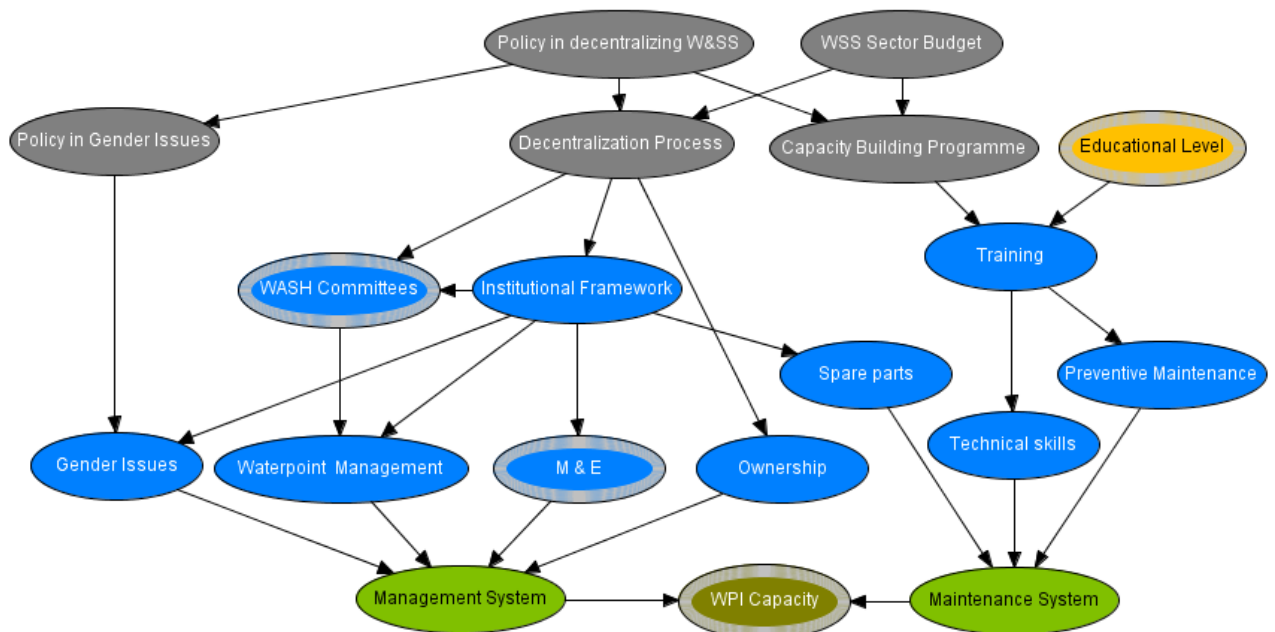 Policy in decentralizing W&SS
WSS Sector Budget
Policy in Gender Issues
Decentralization Process
Capacity Building Programme
Educational Level
Training
WASH Committees
Institutional Framework
Spare parts
Preventive Maintenance
Gender Issues
Waterpoint Management
M & E
Ownership
Technical skills
Management System
WPI Capacity
Maintenance System